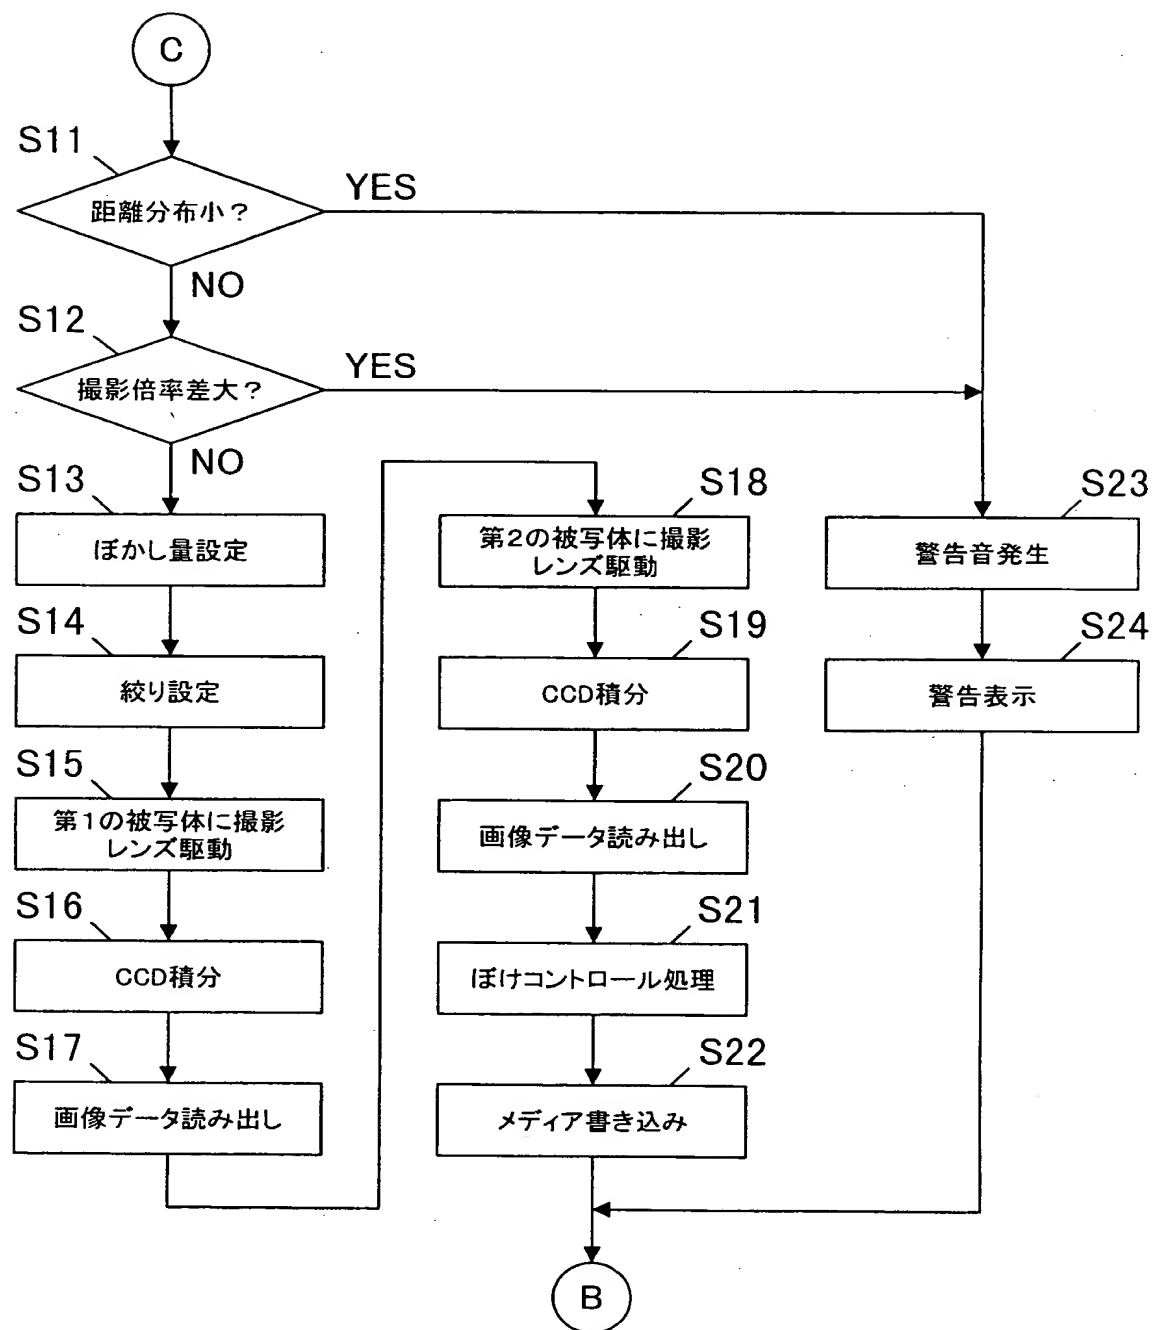 C
S11
距離分布小？
YES
NO
S12
撮影倍率差大？
YES
NO
S13
ぼかし量設定
S14
絞り設定
S15
第１の被写体に撮影
レンズ駆動
S16
CCD積分
S17
画像データ読み出し
S18
第２の被写体に撮影
レンズ駆動
S19
CCD積分
S20
画像データ読み出し
S21
ぼけコントロール処理
S22
メディア書き込み
S23
警告音発生
S24
警告表示
B